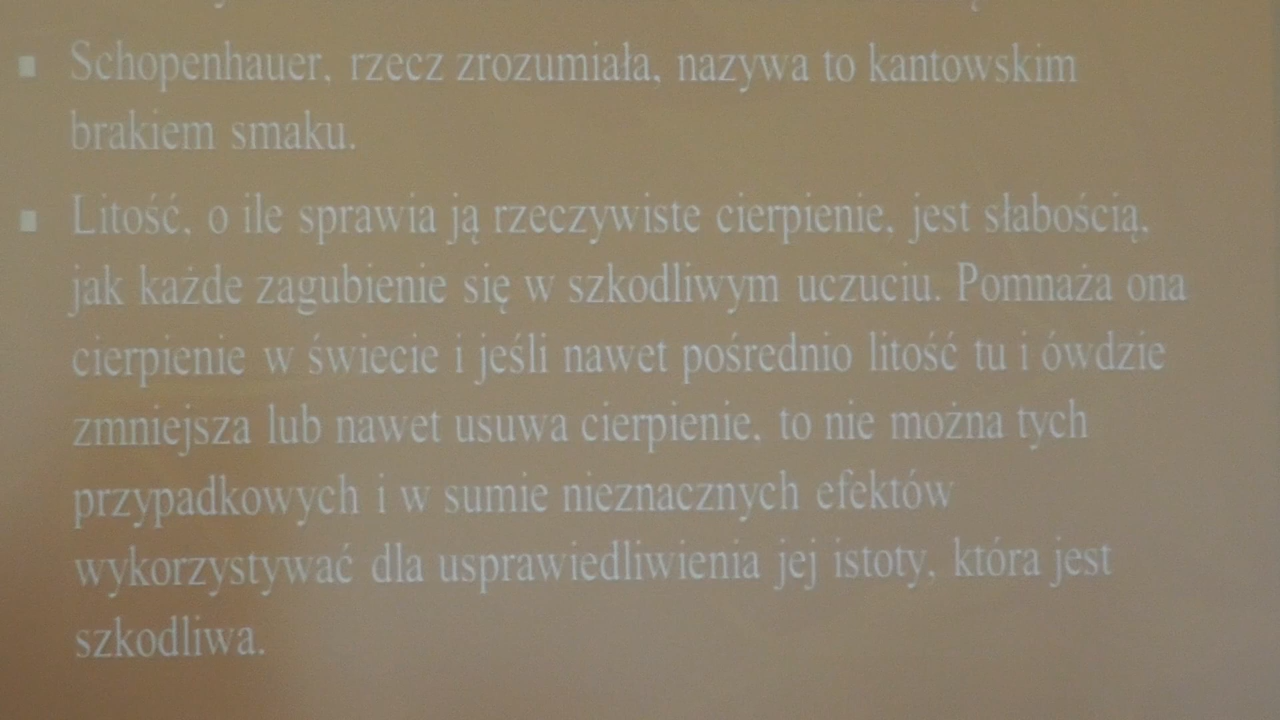 Schopenhauer, rzecz zrozumiała, nazywa to kantowskim
brakiem smaku.
Litość, o ile sprawia ją rzeczywiste cierpienie, jest słabością,
jak każde zagubienie się w szkodliwym uczuciu. Pomnaża ona
cierpienie w świecie i jeśli nawet pośrednio litość tu i ówdzie
zmniejsza lub nawet usuwa cierpienie, to nie można tych
przypadkowych i w sumie nieznacznych efektów
wykorzystywać dla usprawiedliwienia jej istoty, która jest
szkodliwa.